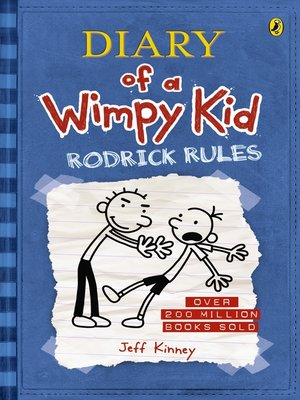 DIARY
of a
Wimpy Kid
RODRICK RULES
OVER
200 MILLION
BOOKS SOLD
Jeff Kinney